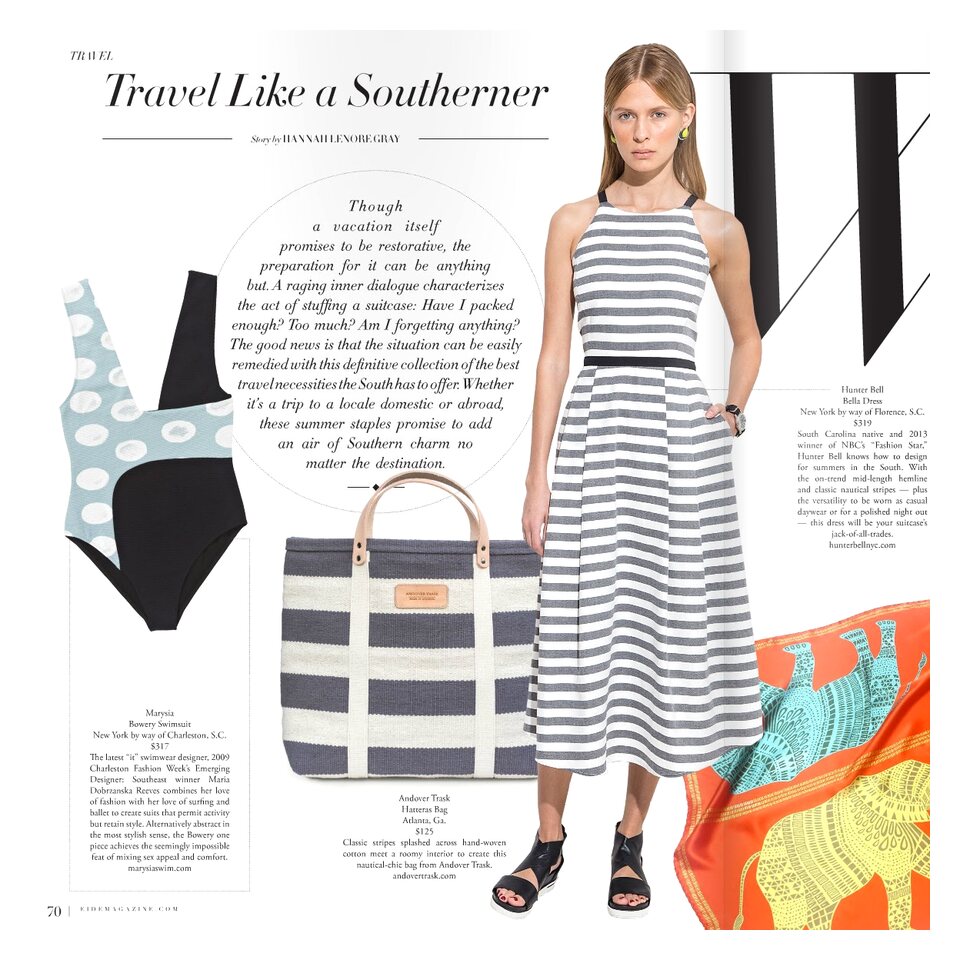 TRAVEL
Travel Like a Southerner
Story by HANNAH LENORE GRAY
Though
a vacation itself
promises to be restorative, the
preparation for it can be anything
but. A raging inner dialogue characterizes
the act of stuffing a suitcase: Have I packed
enough? Too much? Am I forgetting anything?
The good news is that the situation can be easily
remedied with this definitive collection of the best
travel necessities the South has to offer. Whether
it's a trip to a locale domestic or abroad,
these summer staples promise to add
an air of Southern charm no
matter the destination.
Hunter Bell
Bella Dress
New York by way of Florence, S.C.
$319
South Carolina native and 2013
winner of NBC's "Fashion Star,"
Hunter Bell knows how to design
for summers in the South. With
the on-trend mid-length hemline
and classic nautical stripes — plus
the versatility to be worn as casual
daywear or for a polished night out
— this dress will be your suitcase's
jack-of-all-trades.
hunterbellnyc.com
ANDOVER TRASK
Marysia
Bowery Swimsuit
New York by way of Charleston, S.C.
$317
The latest "it" swimwear designer, 2009
Charleston Fashion Week's Emerging
Designer: Southeast winner Maria
Dobrzanska Reeves combines her love
of fashion with her love of surfing and
ballet to create suits that permit activity
but retain style. Alternatively abstract in
the most stylish sense, the Bowery one
piece achieves the seemingly impossible
feat of mixing sex appeal and comfort.
marysiaswim.com
Andover Trask
Hatteras Bag
Atlanta, Ga.
$125
Classic stripes splashed across hand-woven
cotton meet a roomy interior to create this
nautical-chic bag from Andover Trask.
andovertrask.com
70 | EIDEMAGAZINE.COM